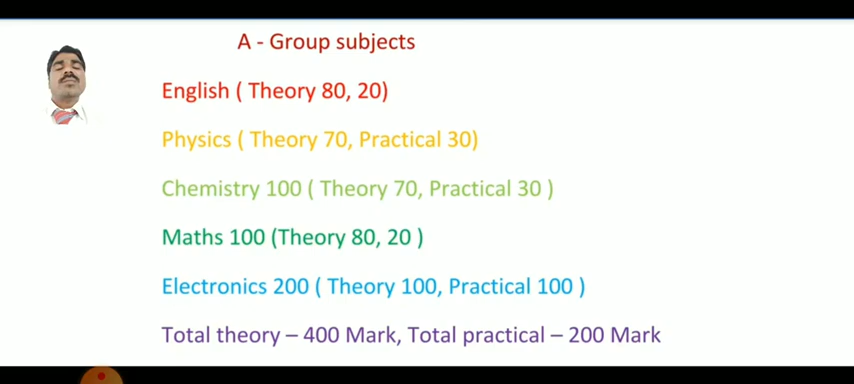 A - Group subjects
English ( Theory 80, 20)
Physics ( Theory 70, Practical 30)
Chemistry 100 ( Theory 70, Practical 30 )
Maths 100 (Theory 80, 20 )
Electronics 200 ( Theory 100, Practical 100 )
Total theory – 400 Mark, Total practical – 200 Mark